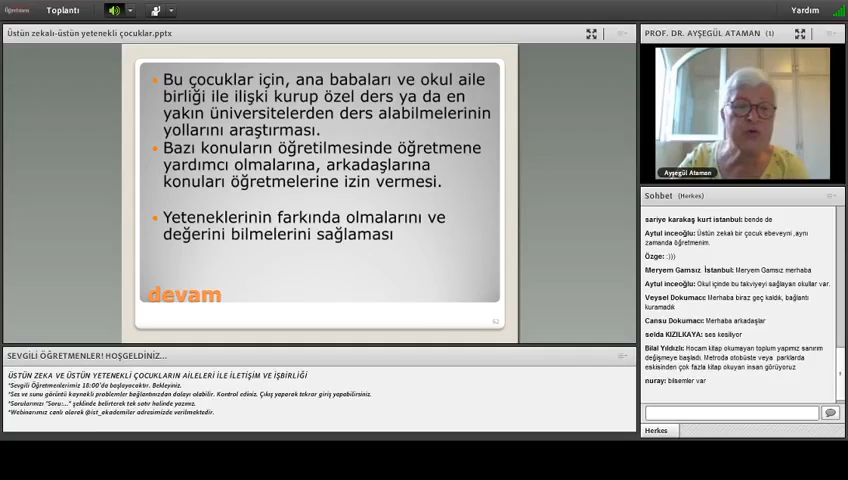 Öğretmen Toplantı Yardım
Üstün zekalı-üstün yetenekli çocuklar.pptx
Bu çocuklar için, ana babaları ve okul aile
birliği ile ilişki kurup özel ders ya da en
yakın üniversitelerden ders alabilmelerinin
yollarını araştırması.
Bazı konuların öğretilmesinde öğretmene
yardımcı olmalarına, arkadaşlarına
konuları öğretmelerine izin vermesi.
Yeteneklerinin farkında olmalarını ve
değerini bilmelerini sağlaması
devam
62
SEVGİLİ ÖĞRETMENLER! HOŞGELDİNİZ...
ÜSTÜN ZEKA VE ÜSTÜN YETENEKLİ ÇOCUKLARIN AİLELERİ İLE İLETİŞİM VE İŞBİRLİĞİ
*Sevgili Öğretmenlerimiz 18:00'da başlayacaktır. Bekleyiniz.
*Ses ve sunu görüntü kaynaklı problemler bağlantınızdan dolayı olabilir. Kontrol ediniz. Çıkış yaparak tekrar giriş yapabilirsiniz.
*Sorularınızı "Soru:..." şeklinde belirterek tek satır halinde yazınız.
*Webinarımız canlı olarak @ist_akademiler adresimizde verilmektedir.
PROF. DR. AYŞEGÜL ATAMAN (1)
Ayşegül Ataman
Sohbet (Herkes)
sariye karakaş kurt istanbul: bende de
Aytul inceoğlu: Üstün zekalı bir çocuk ebeveyni ,aynı
zamanda öğretmenim.
Özge: :)))
Meryem Gamsız İstanbul: Meryem Gamsız merhaba
Aytul inceoğlu: Okul içinde bu takviyeyi sağlayan okullar var.
Veysel Dokumacı: Merhaba biraz geç kaldık, bağlantı
kuramadık
Cansu Dokumacı: Merhaba arkadaşlar
selda KIZILKAYA: ses kesiliyor
Bilal Yıldızlı: Hocam kitap okumayan toplum yapımız sanırım
değişmeye başladı. Metroda otobüste veya parklarda
eskisinden çok fazla kitap okuyan insan görüyoruz
nuray: bilsemler var
Herkes